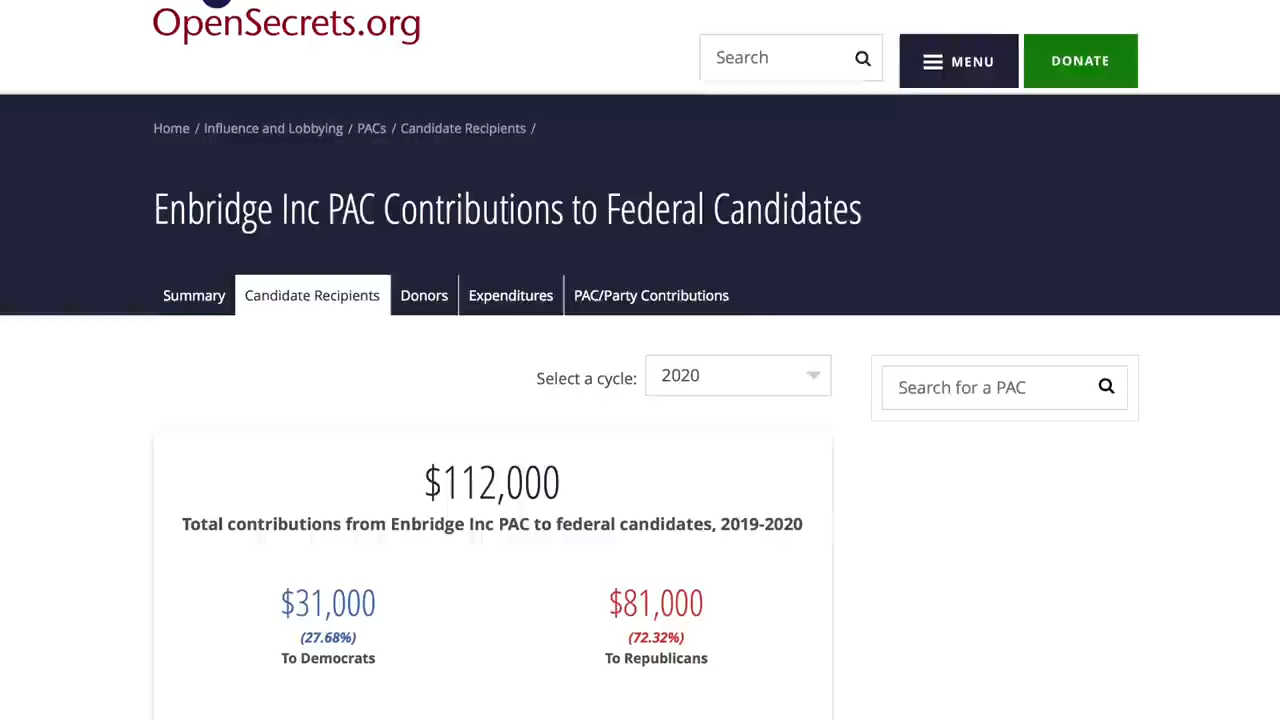 OpenSecrets.org
Search
MENU
DONATE
Home / Influence and Lobbying / PACs / Candidate Recipients /
Enbridge Inc PAC Contributions to Federal Candidates
Summary
Candidate Recipients
Donors
Expenditures
PAC/Party Contributions
Select a cycle:
2020
Search for a PAC
$112,000
Total contributions from Enbridge Inc PAC to federal candidates, 2019-2020
$31,000
(27.68%)
To Democrats
$81,000
(72.32%)
To Republicans